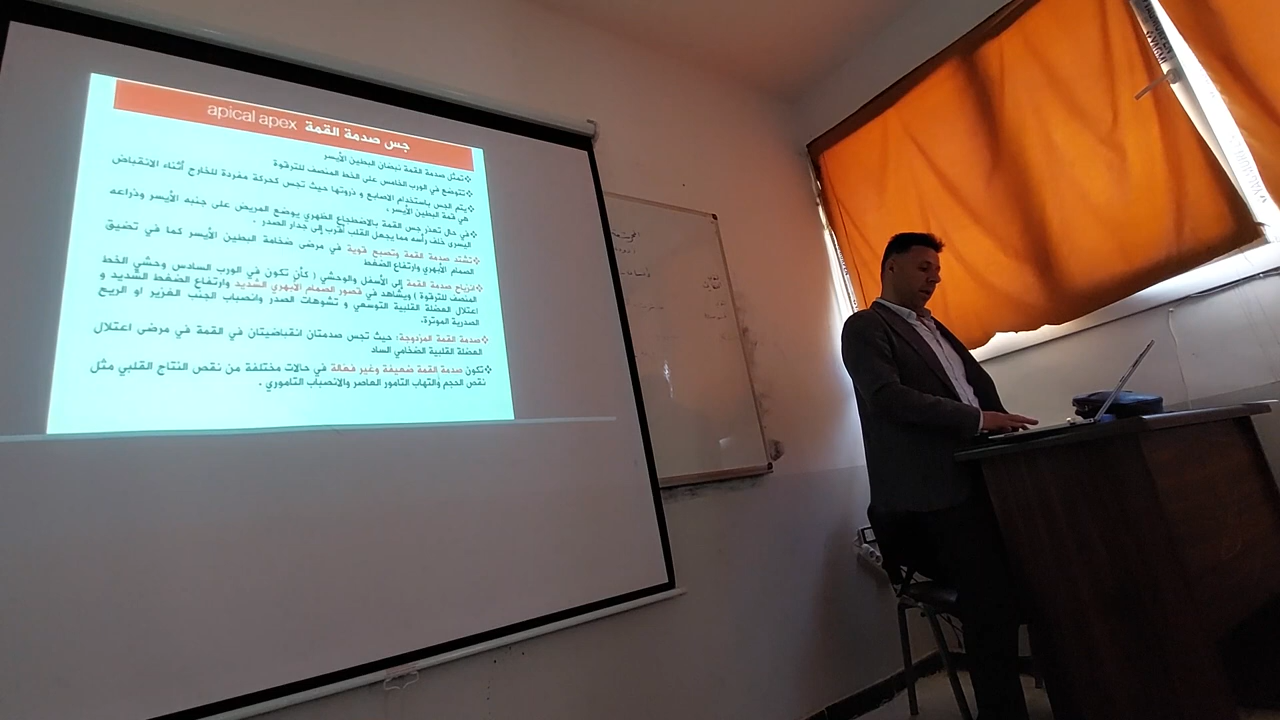 جس صدمة القمة apical apex
❖تمثل صدمة القمة نبضان البطين الأيسر
❖تتوضع في الورب الخامس على الخط المنصف للترقوة
❖يتم الجس باستخدام الاصابع و ذروتها حيث تجس كحركة مفردة للخارج أثناء الانقباض
هي قمة البطين الأيسر .
❖في حال تعذر جس القمة بالاضطجاع الظهري يوضع المريض على جنبه الأيسر وذراعه
اليسرى خلف رأسه مما يجعل القلب أقرب إلى جدار الصدر .
❖تشتد صدمة القمة وتصبح قوية في مرضى ضخامة البطين الأيسر كما في تضيق
الصمام الأبهري وارتفاع الضغط
❖انزياح صدمة القمة إلى الأسفل والوحشي ( كأن تكون في الورب السادس وحشي الخط
المنصف للترقوة ) ويشاهد في قصور الصمام الابهري الشديد وارتفاع الضغط الشديد و
اعتلال العضلة القلبية التوسعي و تشوهات الصدر وانصباب الجنب الغزير او الريح
الصدرية الموترة.
❖صدمة القمة المزدوجة: حيث تجس صدمتان انقباضيتان في القمة في مرضى اعتلال
العضلة القلبية الضخامي الساد
❖تكون صدمة القمة ضعيفة وغير فعالة في حالات مختلفة من نقص النتاج القلبي مثل
نقص الحجم والتهاب التامور العاصر والانصباب التاموري .